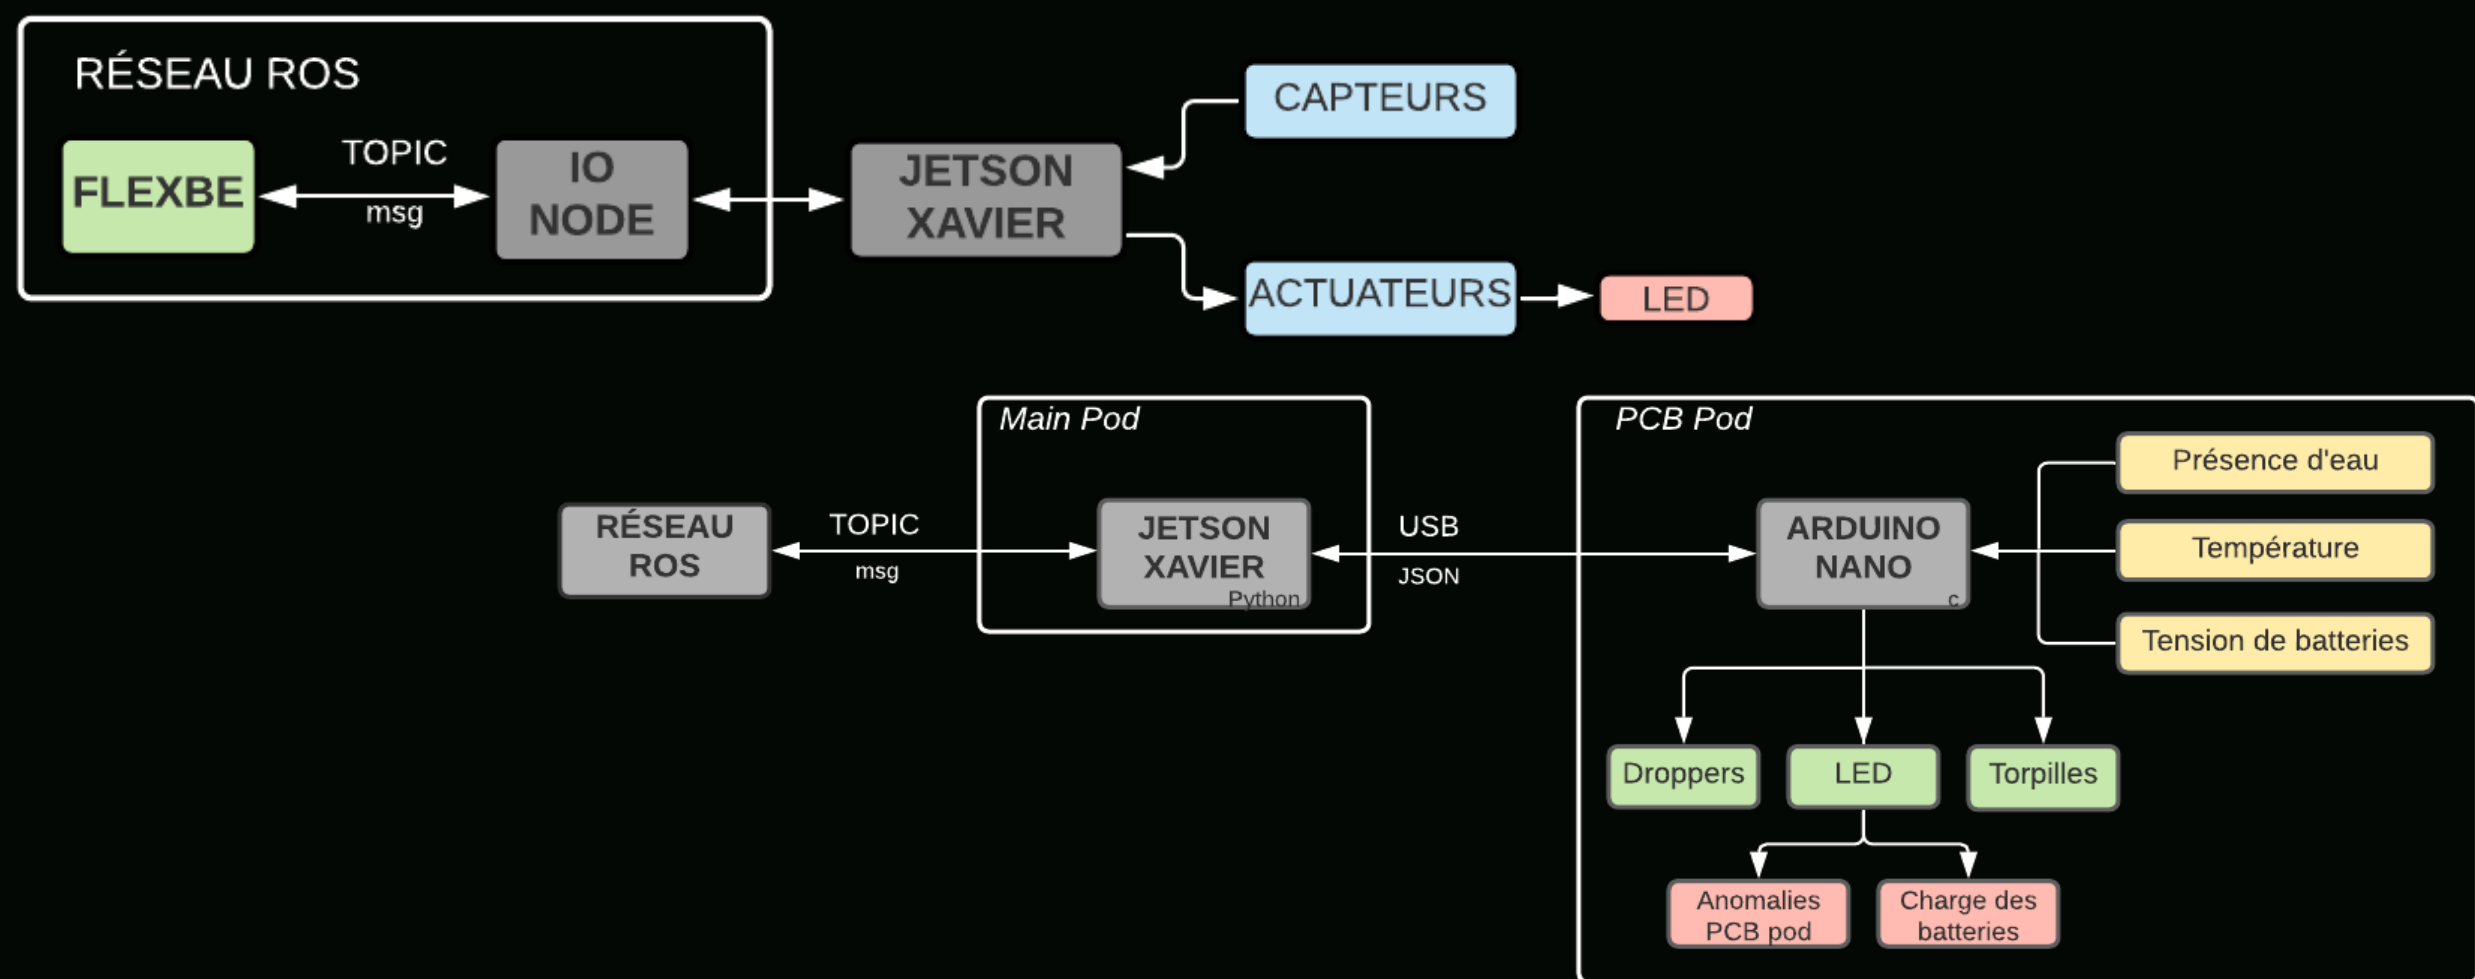 RÉSEAU ROS
FLEXBE
TOPIC
msg
IO
NODE
JETSON
XAVIER
CAPTEURS
ACTUATEURS
LED
Main Pod
RÉSEAU
ROS
TOPIC
msg
JETSON
XAVIER
Python
USB
JSON
PCB Pod
ARDUINO
NANO
c
Présence d'eau
Température
Tension de batteries
Droppers
LED
Torpilles
Anomalies
PCB pod
Charge des
batteries